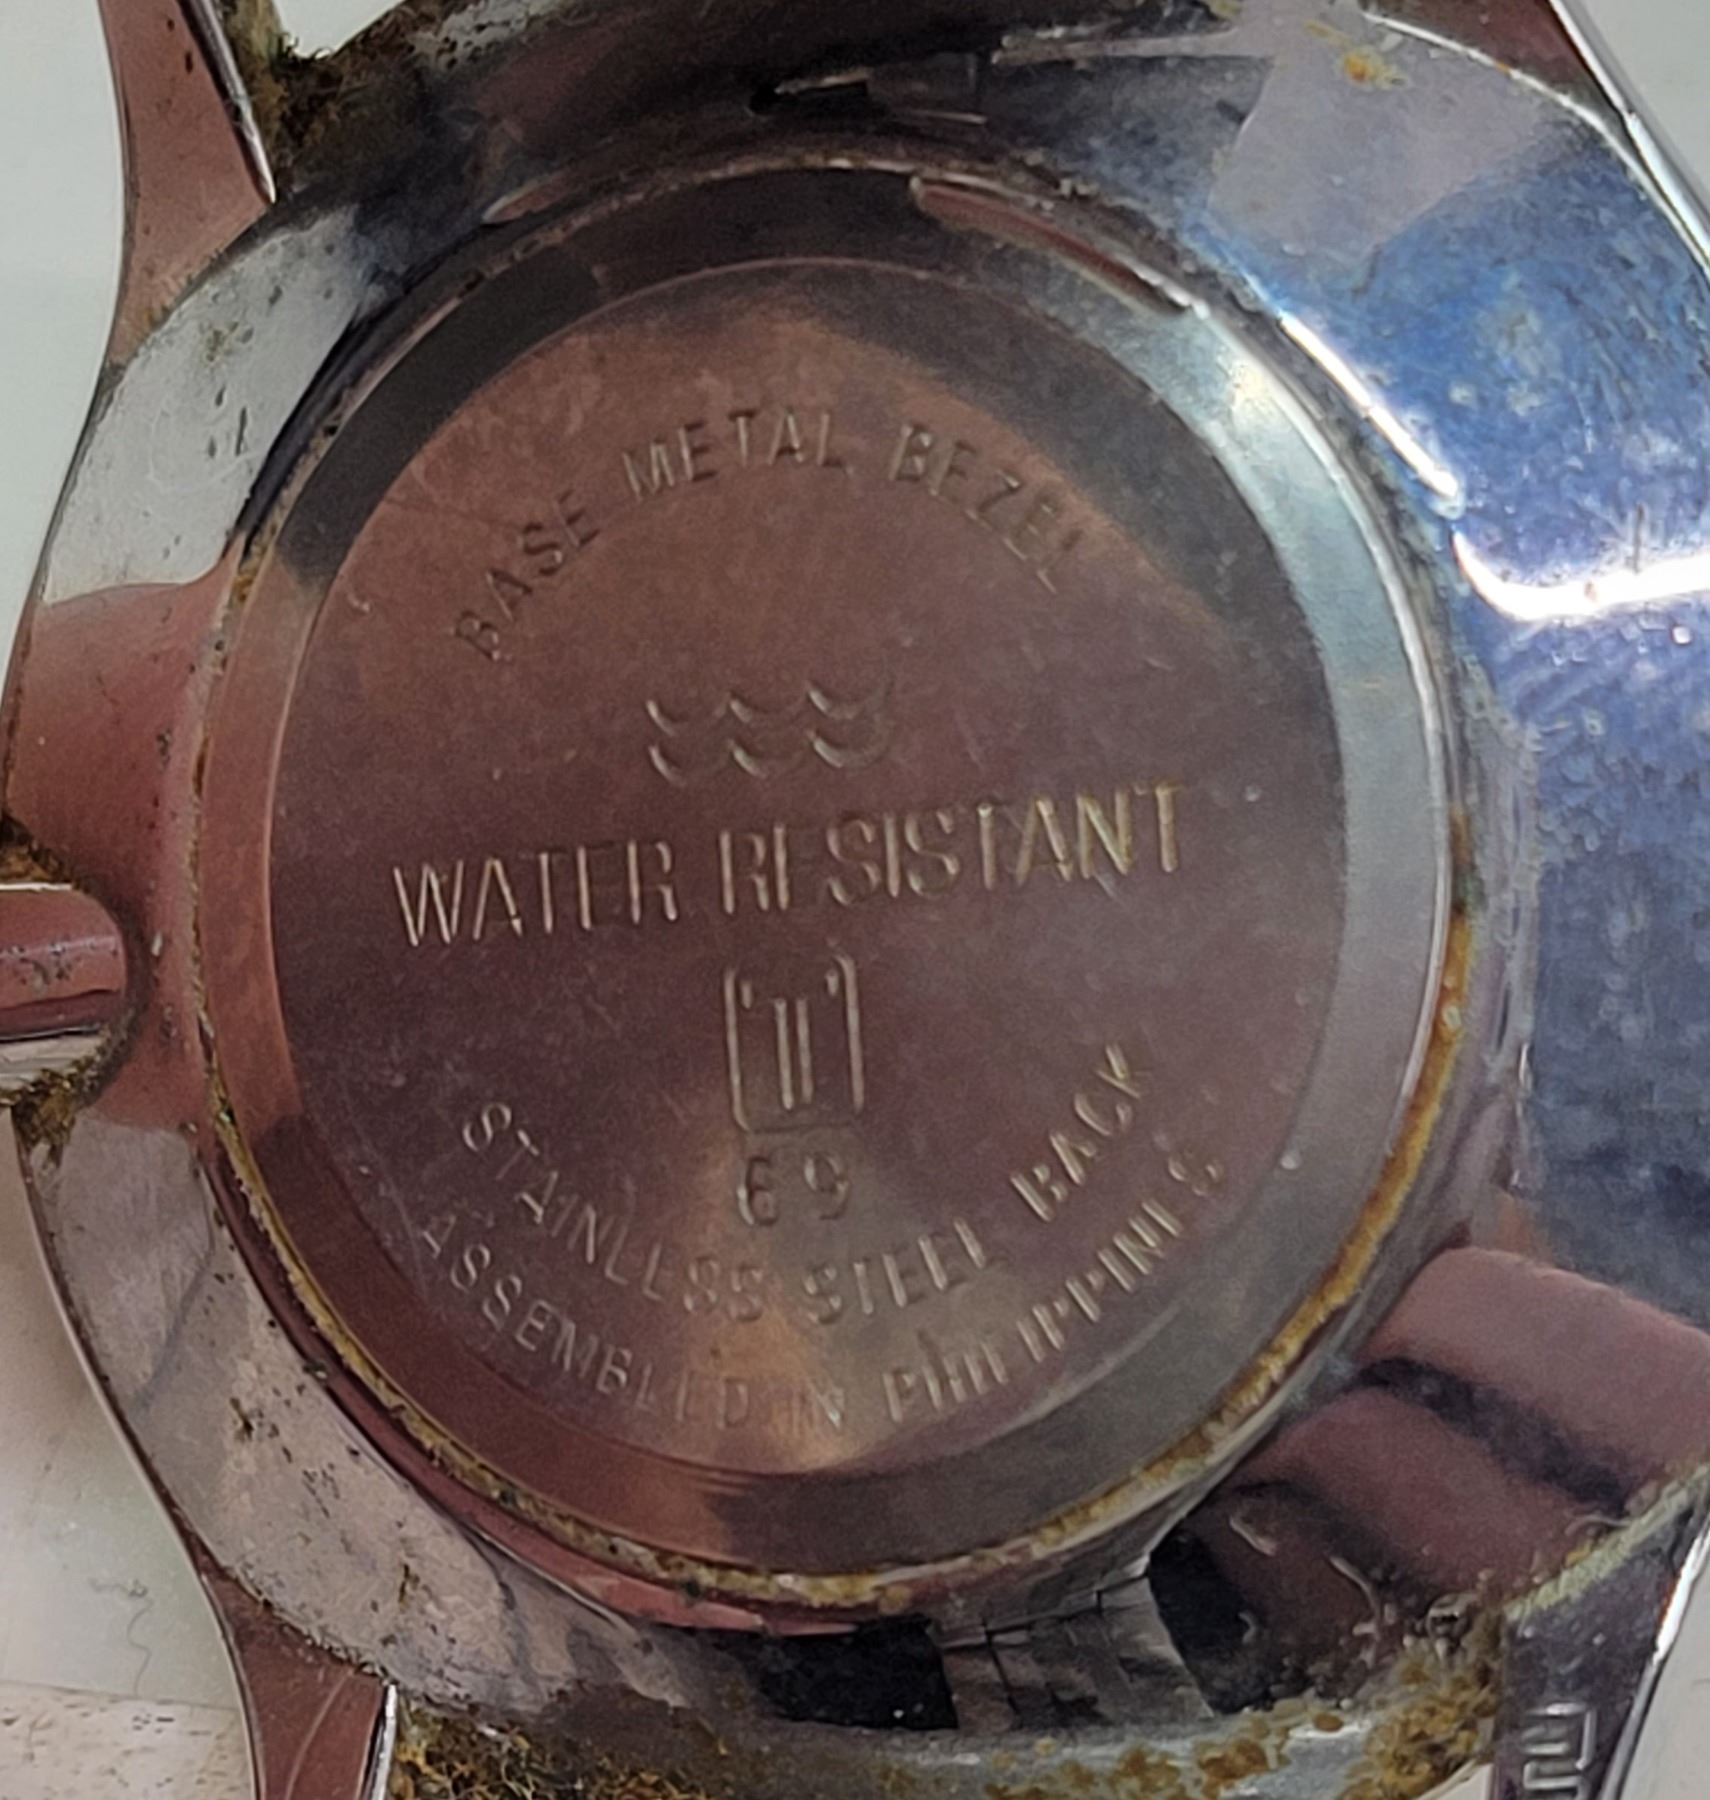 BASE METAL BEZEL
WATER RESISTANT
69
STAINLESS STEEL BACK
ASSEMBLED IN PHILIPPINES